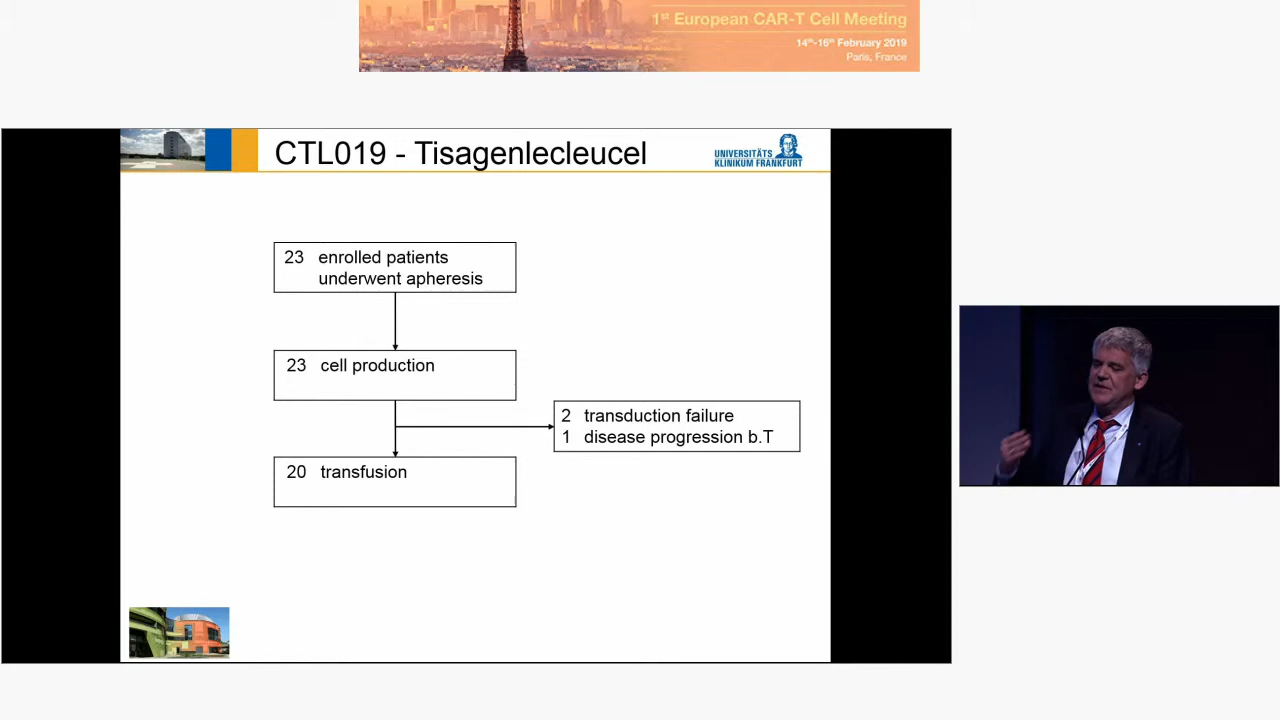 1st European CAR-T Cell Meeting
14th-16th February 2019
Paris, France
CTL019 - Tisagenlecleucel
UNIVERSITÄTS
KLINIKUM FRANKFURT
23 enrolled patients
underwent apheresis
23 cell production
2 transduction failure
1 disease progression b.T
20 transfusion